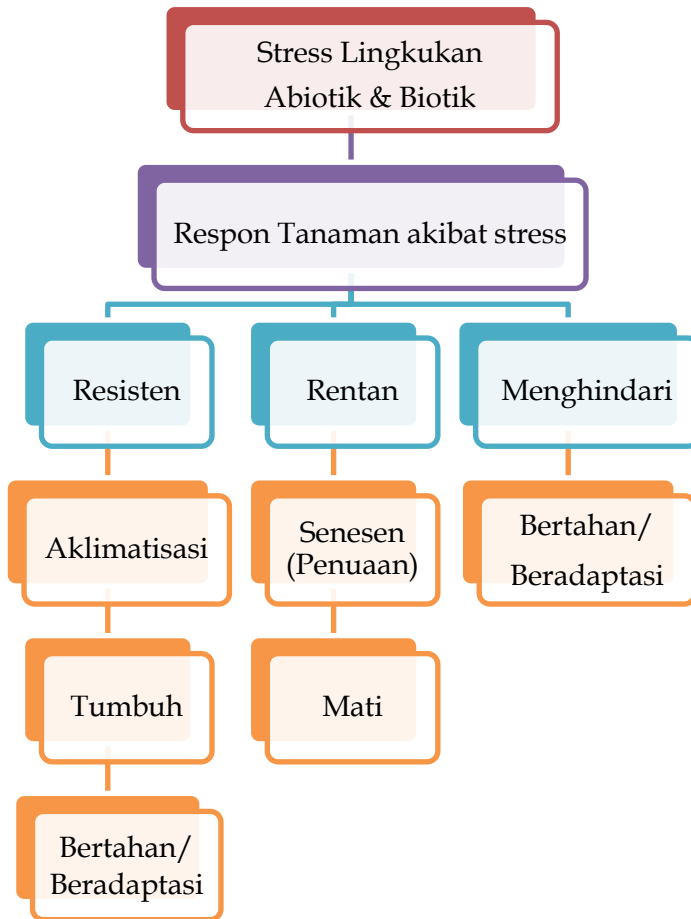 Stress Lingkukan
Abiotik & Biotik
Respon Tanaman akibat stress
Resisten
Rentan
Menghindari
Aklimatisasi
Senesen
(Penuaan)
Bertahan/
Beradaptasi
Tumbuh
Mati
Bertahan/
Beradaptasi